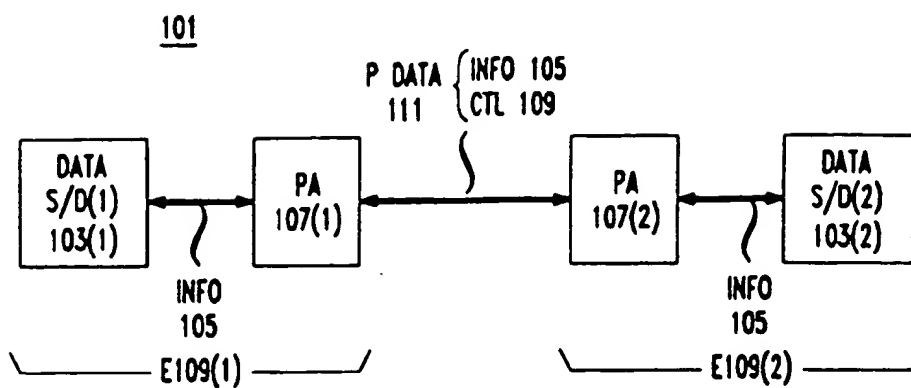 101
P DATA
111
INFO 105
CTL 109
DATA
S/D(1)
103(1)
PA
107(1)
PA
107(2)
DATA
S/D(2)
103(2)
INFO
105
INFO
105
E109(1)
E109(2)